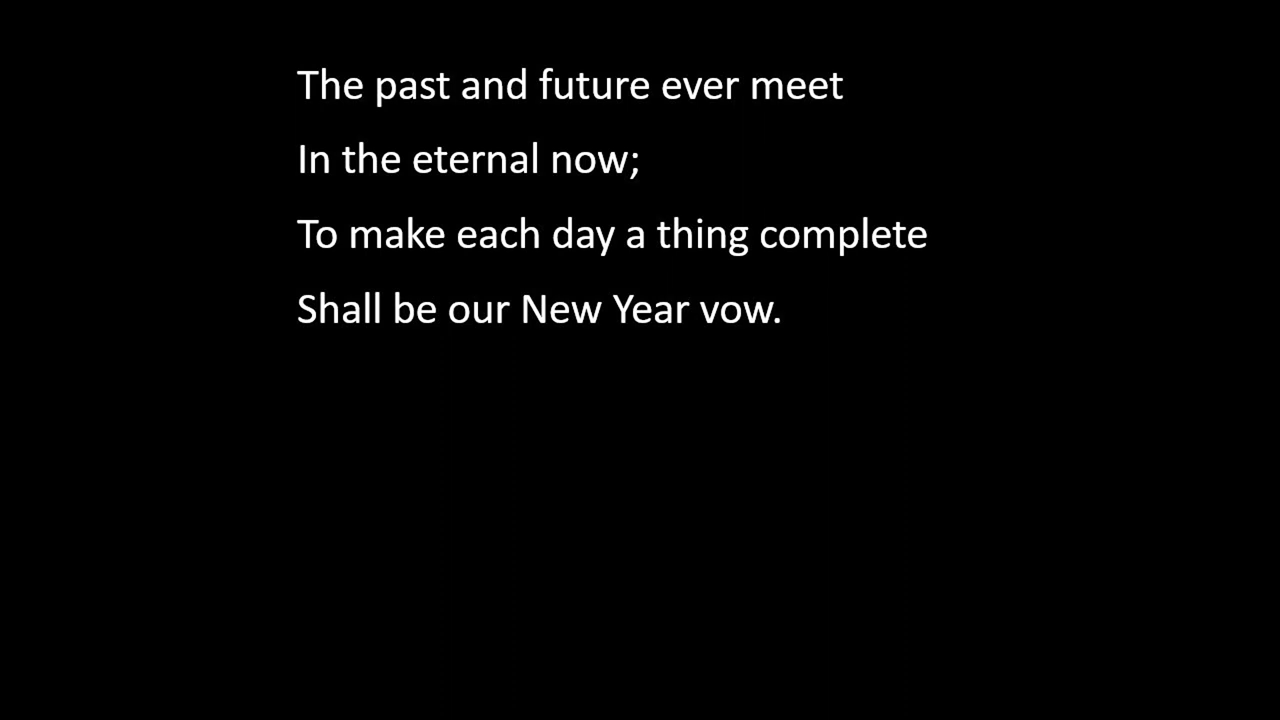 The past and future ever meet
In the eternal now;
To make each day a thing complete
Shall be our New Year vow.